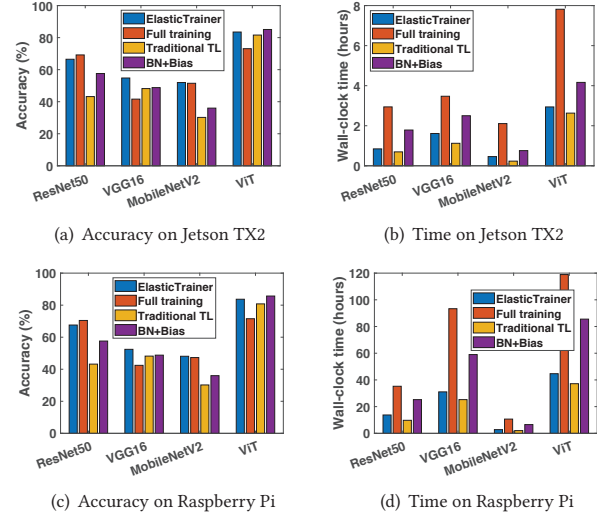 100
80
60
40
20
0
Accuracy (%)
ElasticTrainer
Full training
Traditional TL
BN+Bias
ResNet50
VGG16
MobileNetV2
ViT
(a) Accuracy on Jetson TX2
8
6
4
2
0
Wall-clock time (hours)
ElasticTrainer
Full training
Traditional TL
BN+Bias
ResNet50
VGG16
MobileNetV2
ViT
(b) Time on Jetson TX2
100
80
60
40
20
0
Accuracy (%)
ElasticTrainer
Full training
Traditional TL
BN+Bias
ResNet50
VGG16
MobileNetV2
ViT
(c) Accuracy on Raspberry Pi
120
100
80
60
40
20
0
Wall-clock time (hours)
ElasticTrainer
Full training
Traditional TL
BN+Bias
ResNet50
VGG16
MobileNetV2
ViT
(d) Time on Raspberry Pi